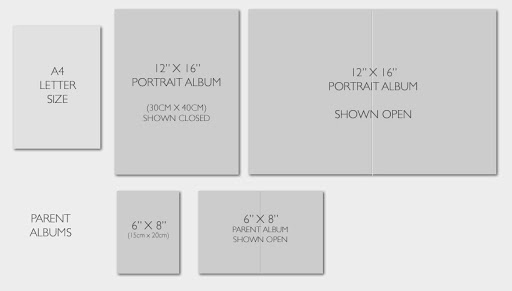 A4
LETTER
SIZE
12" X 16"
PORTRAIT ALBUM
(30CM X 40CM)
SHOWN CLOSED
12" X 16"
PORTRAIT ALBUM
SHOWN OPEN
PARENT
ALBUMS
6" X 8"
(15cm x 20cm)
6" X 8"
PARENT ALBUM
SHOWN OPEN